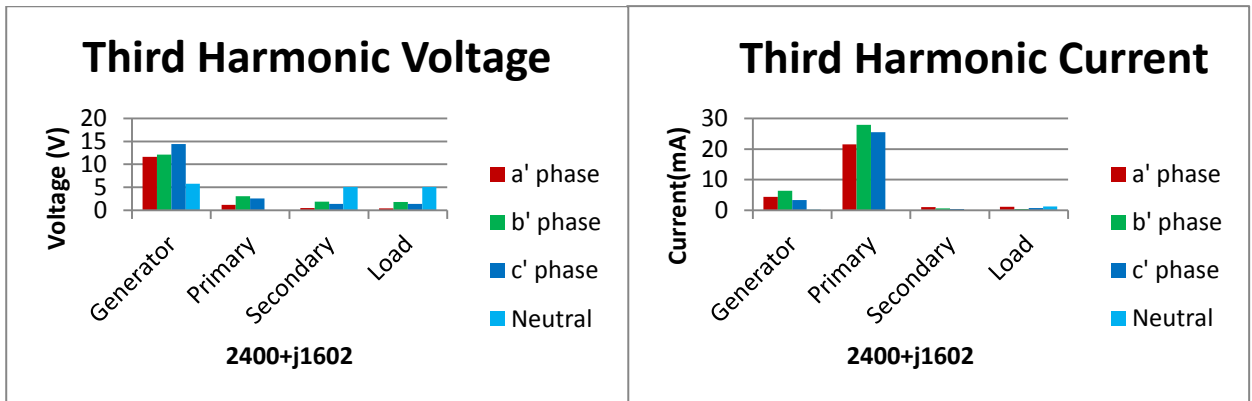 Third Harmonic Voltage
Voltage (V)
20
15
10
5
0
Generator
Primary
Secondary
Load
2400+j1602
a' phase
b' phase
c' phase
Neutral
Third Harmonic Current
Current(mA)
30
20
10
0
Generator
Primary
Secondary
Load
2400+j1602
a' phase
b' phase
c' phase
Neutral